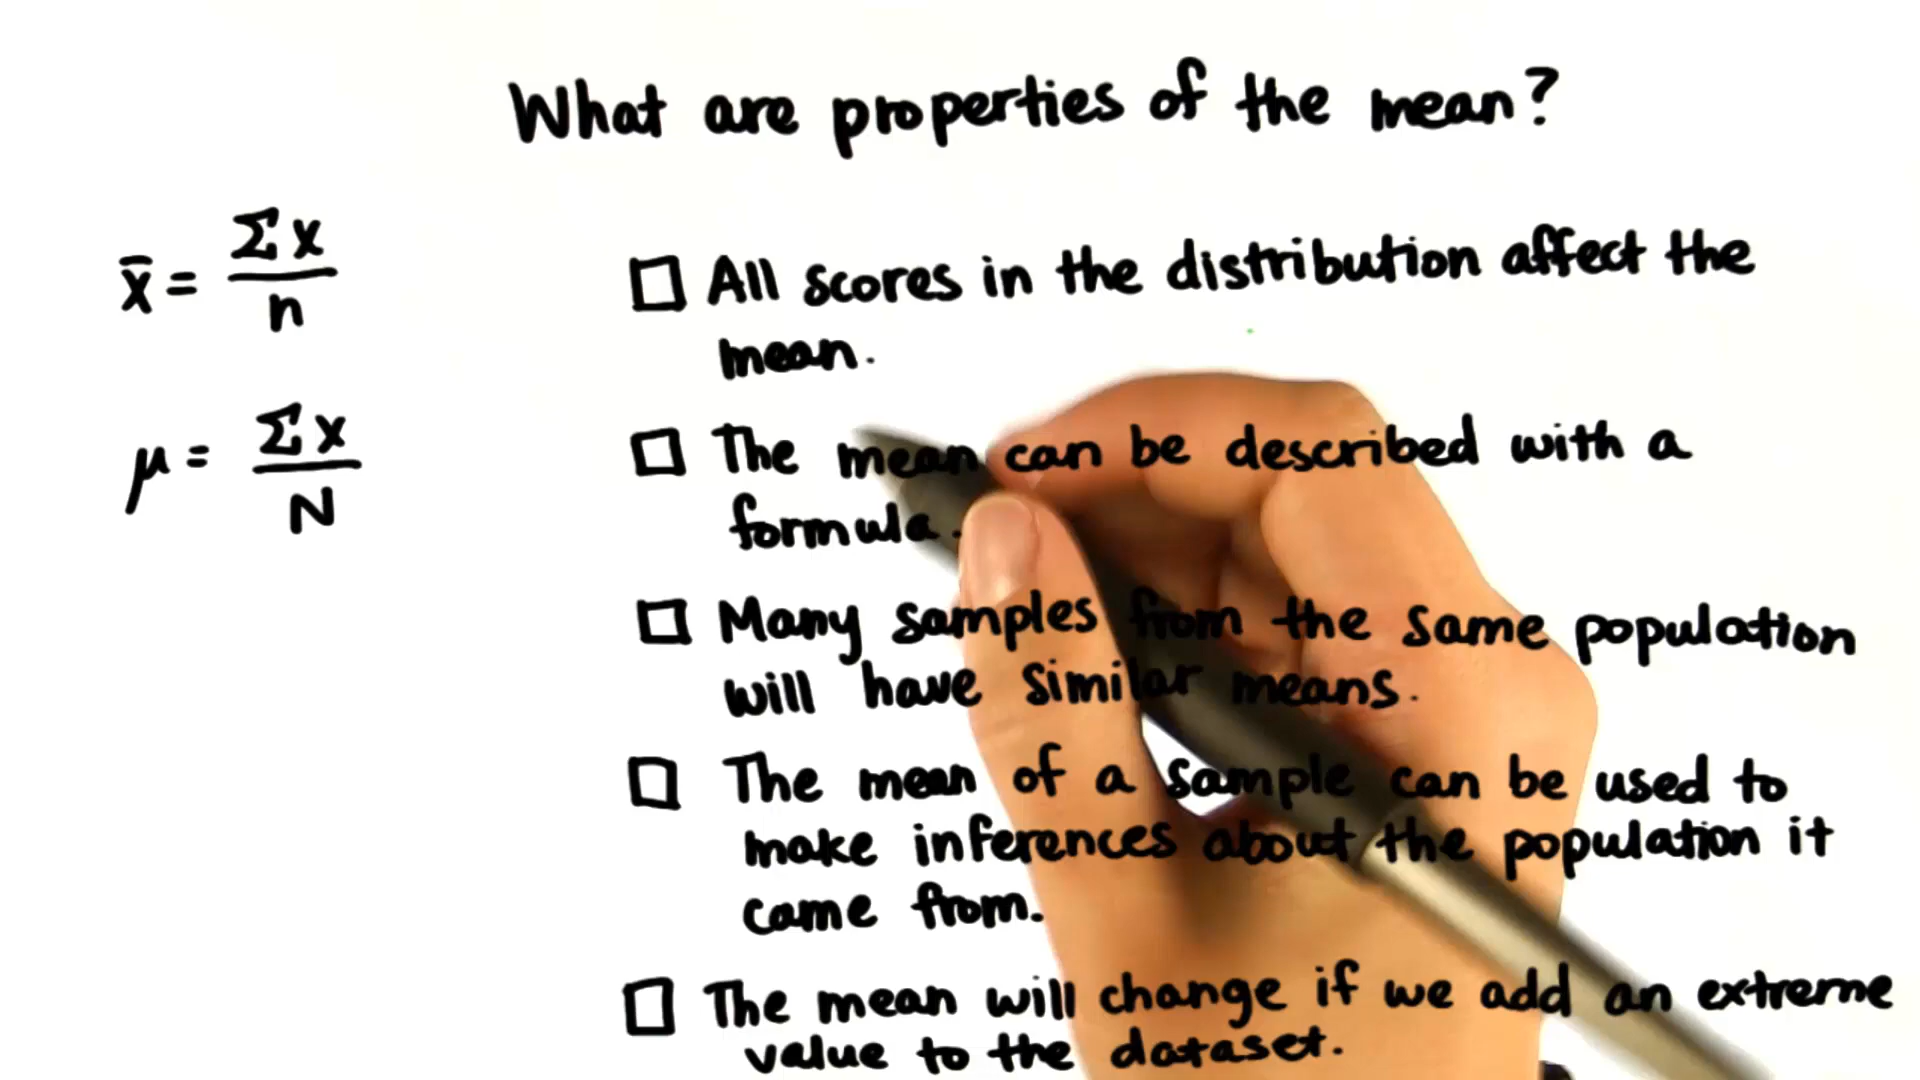 What are properties of the mean?
x̄ = Σx / n
μ = Σx / N
□ All scores in the distribution affect the
mean.
□ The mean can be described with a
formula.
□ Many samples from the same population
will have similar means.
□ The mean of a sample can be used to
make inferences about the population it
came from.
□ The mean will change if we add an extreme
value to the dataset.